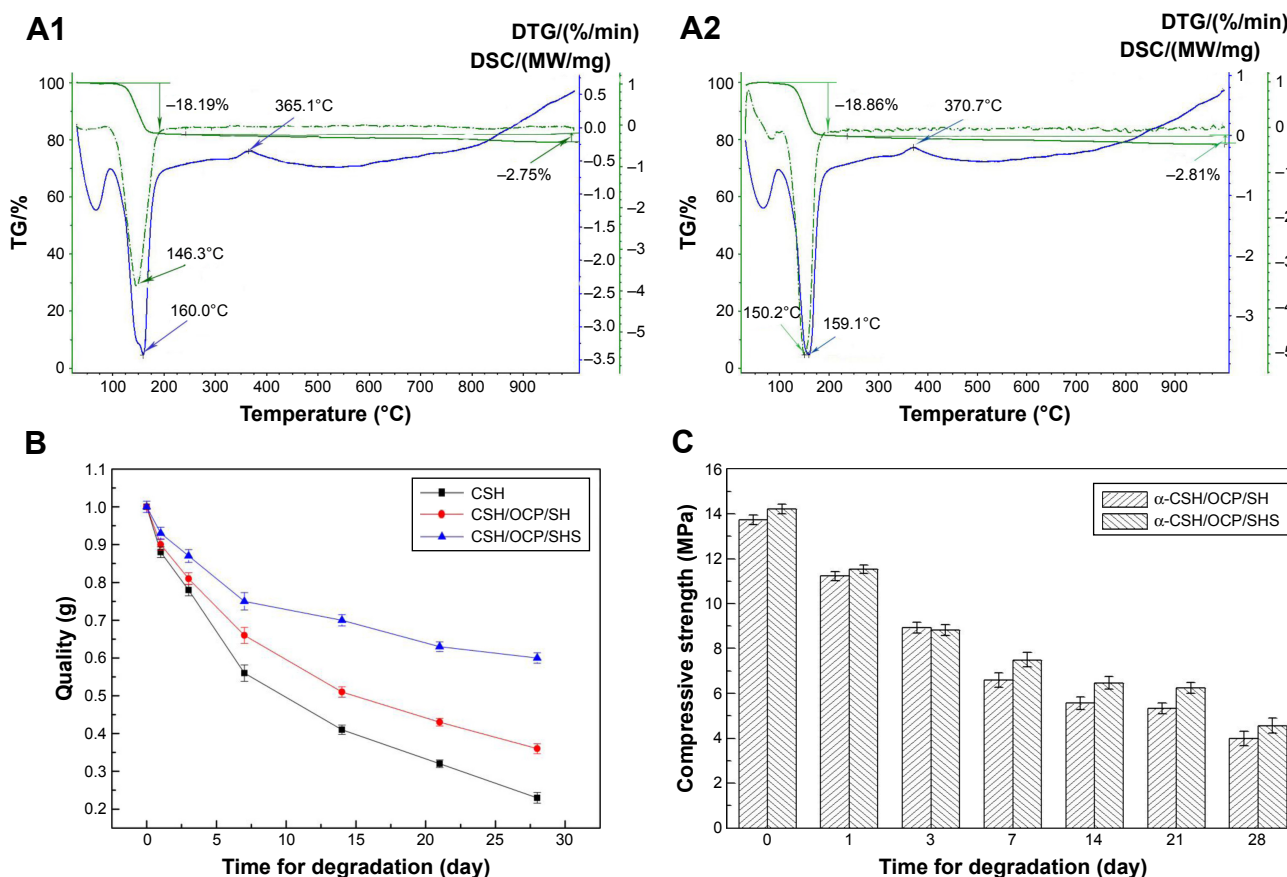 A1
DTG/(%/min)
DSC/(MW/mg)
TG/%
100
80
60
40
20
0
–18.19%
365.1°C
–2.75%
146.3°C
160.0°C
0.5
0.0
–0.5
–1
–1.5
–2.0
–2.5
–3.0
–3.5
1
0
–1
–2
–3
–4
–5
100 200 300 400 500 600 700 800 900
Temperature (°C)
A2
DTG/(%/min)
DSC/(MW/mg)
TG/%
100
80
60
40
20
0
–18.86%
370.7°C
–2.81%
150.2°C
159.1°C
1
0
–1
–2
–3
1
0
–1
–2
–3
–4
–5
100 200 300 400 500 600 700 800 900
Temperature (°C)
B
Quality (g)
1.1
1.0
0.9
0.8
0.7
0.6
0.5
0.4
0.3
0.2
CSH
CSH/OCP/SH
CSH/OCP/SHS
0 5 10 15 20 25 30
Time for degradation (day)
C
Compressive strength (MPa)
16
14
12
10
8
6
4
2
0
α-CSH/OCP/SH
α-CSH/OCP/SHS
0 1 3 7 14 21 28
Time for degradation (day)